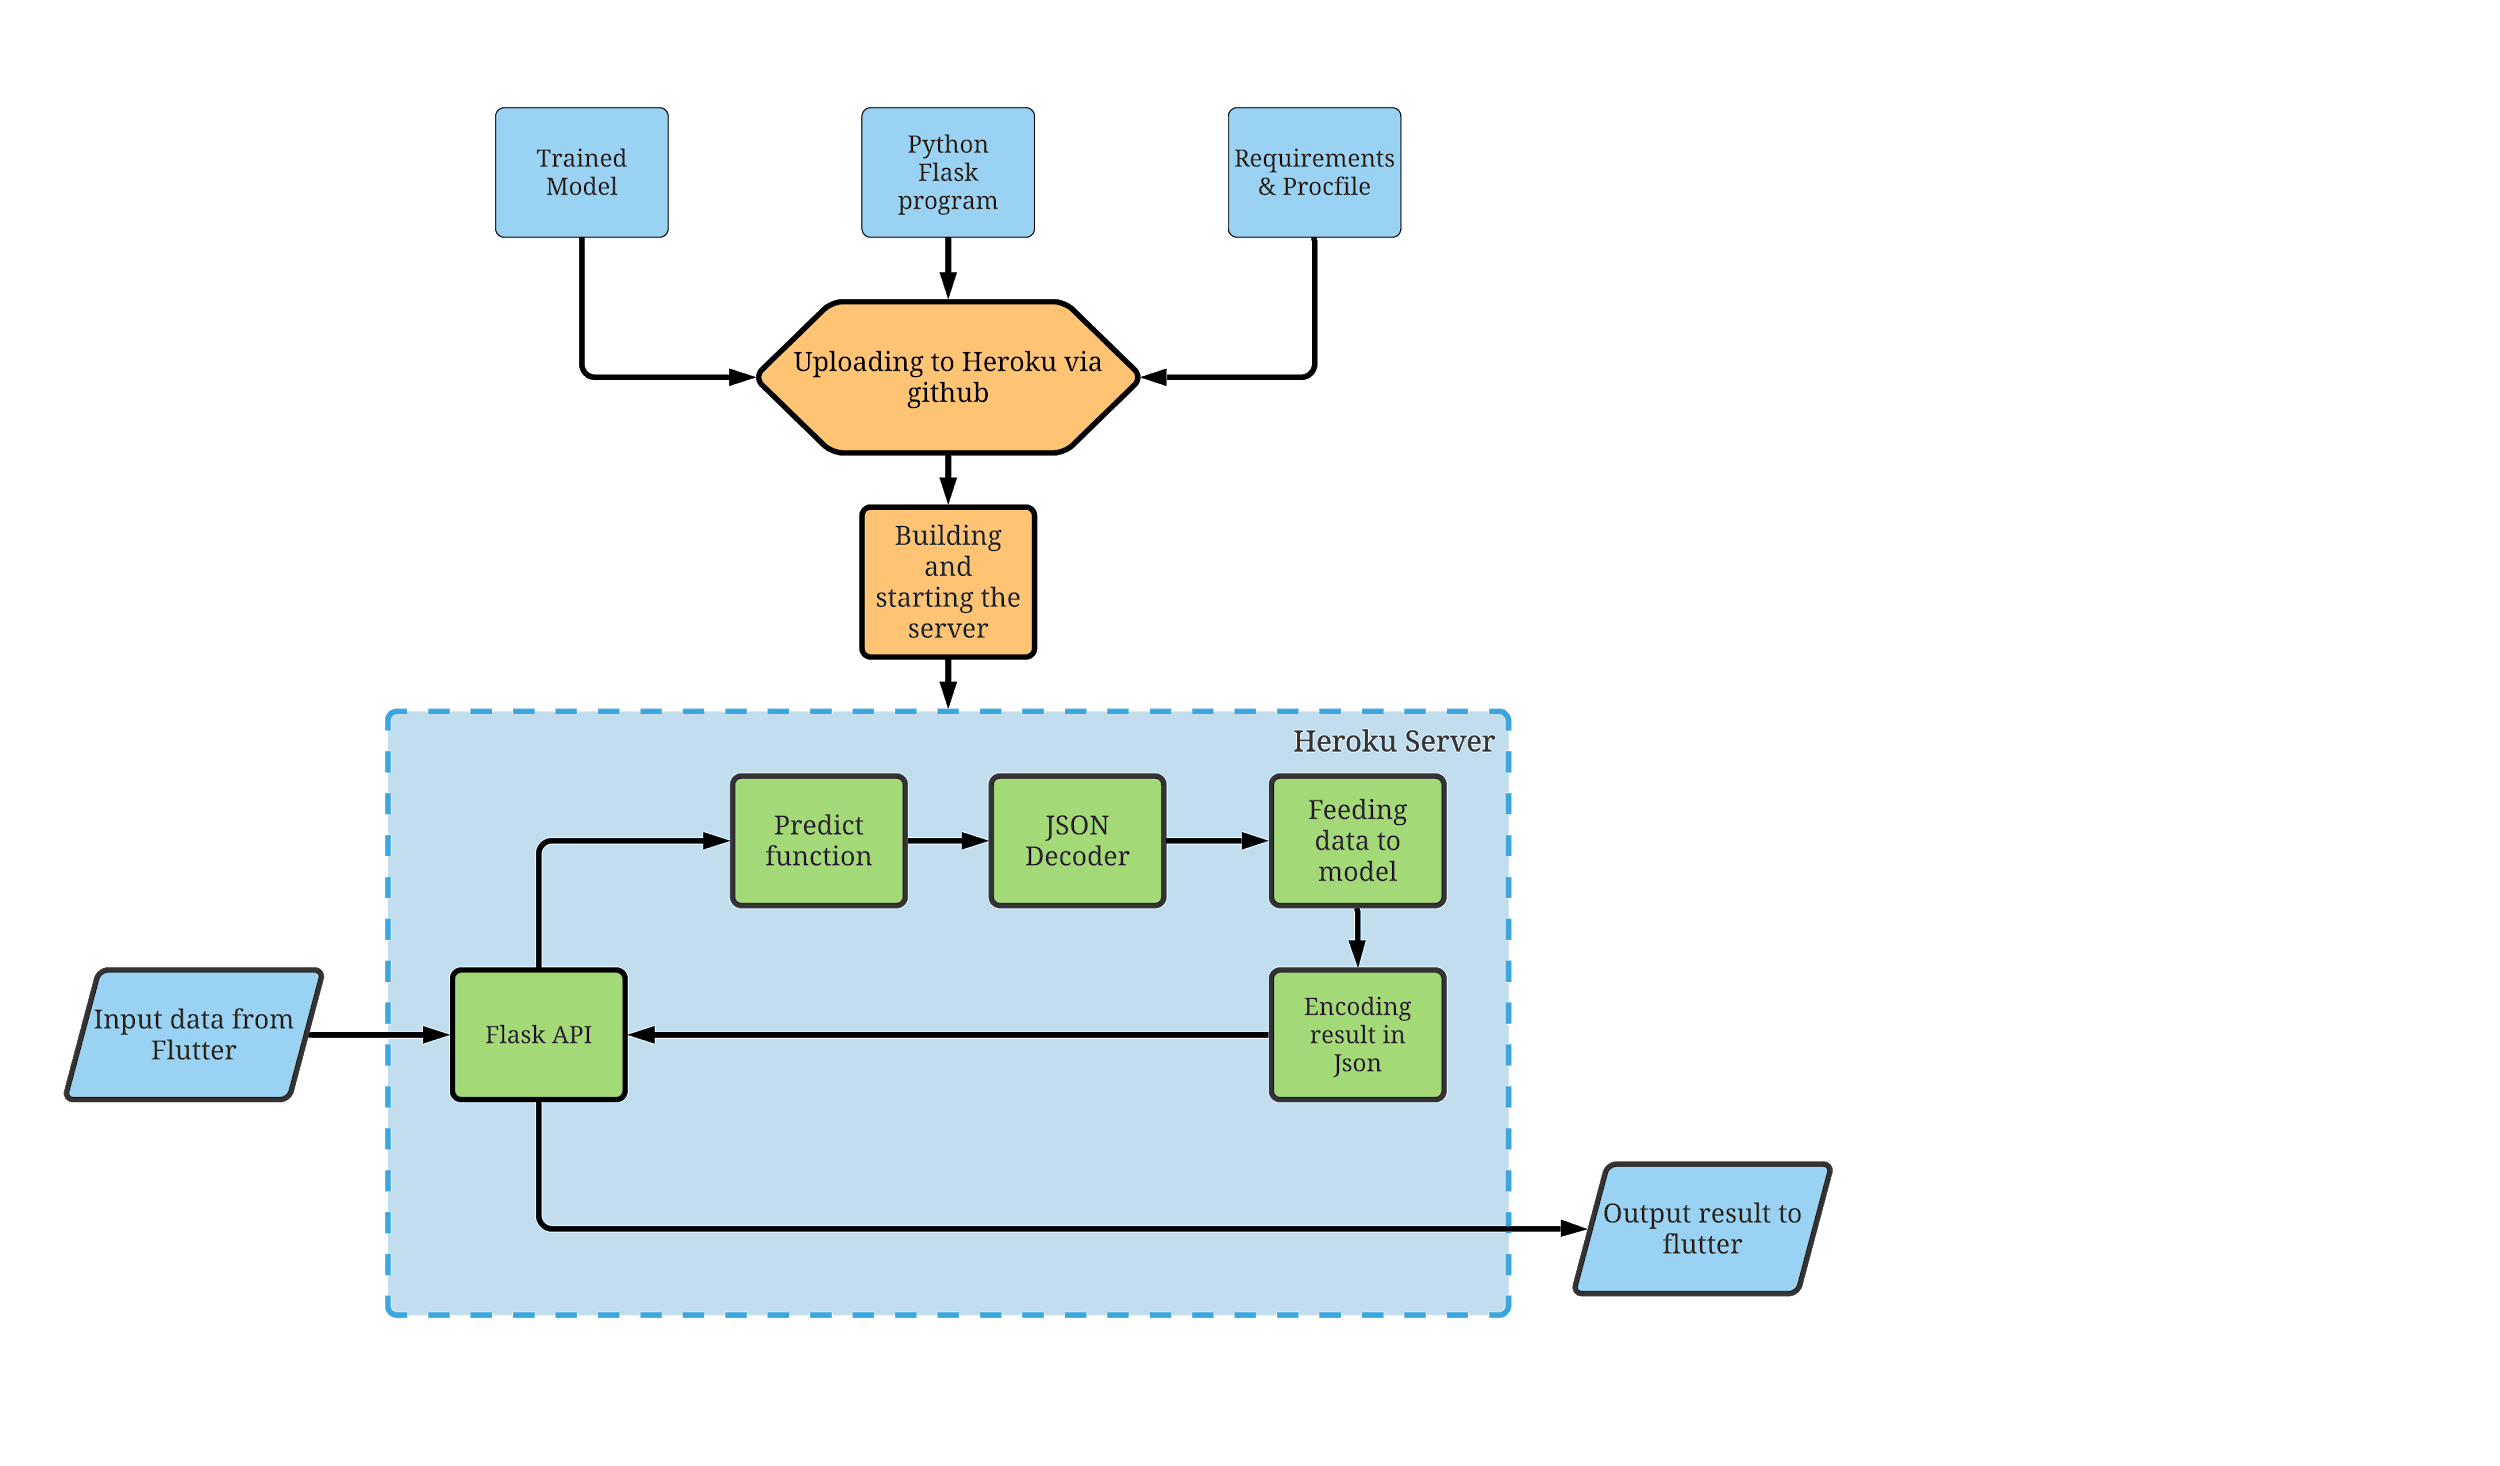 Trained
Model
Python
Flask
program
Requirements
& Procfile
Uploading to Heroku via
github
Building
and
starting the
server
Heroku Server
Predict
function
JSON
Decoder
Feeding
data to
model
Input data from
Flutter
Flask API
Encoding
result in
Json
Output result to
flutter